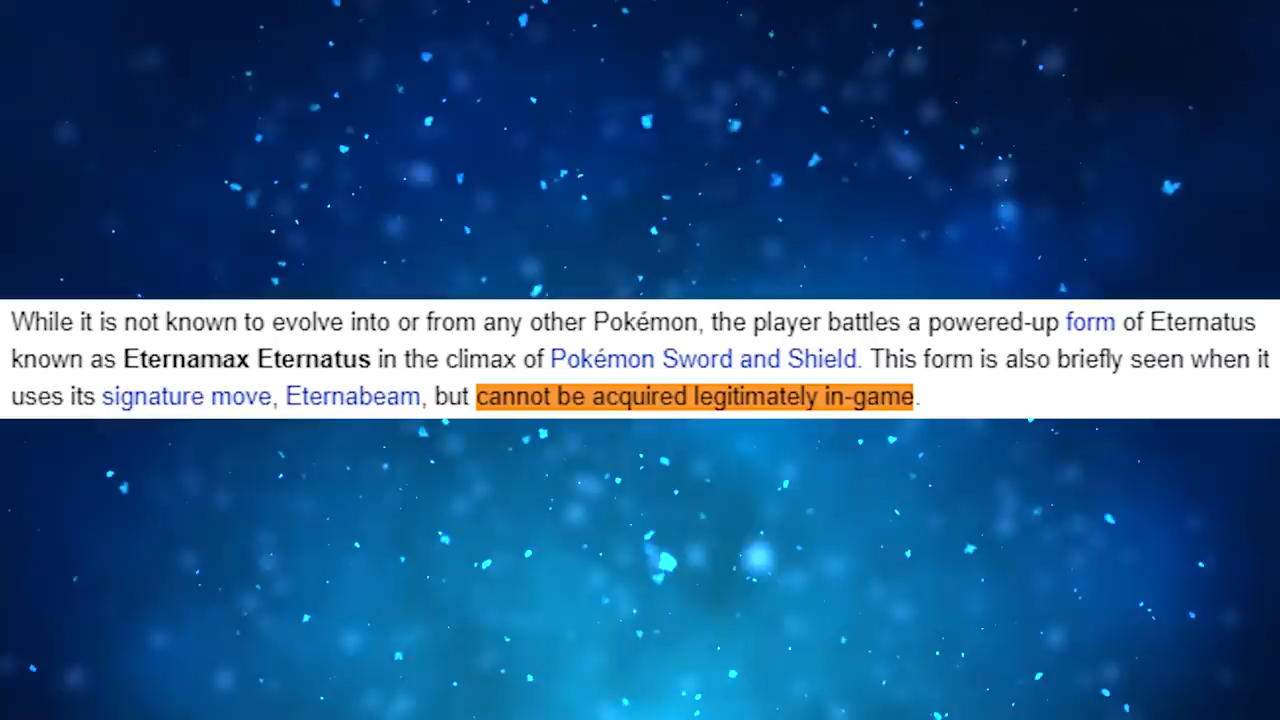 While it is not known to evolve into or from any other Pokémon, the player battles a powered-up form of Eternatus
known as Eternamax Eternatus in the climax of Pokémon Sword and Shield. This form is also briefly seen when it
uses its signature move, Eternabeam, but cannot be acquired legitimately in-game.